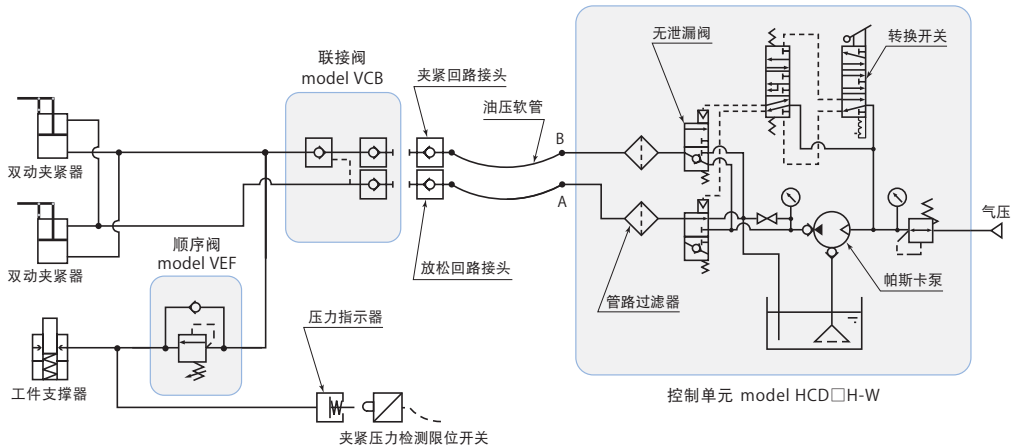 联接阀
model VCB
夹紧回路接头
油压软管
B
A
无泄漏阀
转换开关
双动夹紧器
双动夹紧器
顺序阀
model VEF
放松回路接头
管路过滤器
帕斯卡泵
气压
工件支撑器
压力指示器
夹紧压力检测限位开关
控制单元 model HCD□H-W